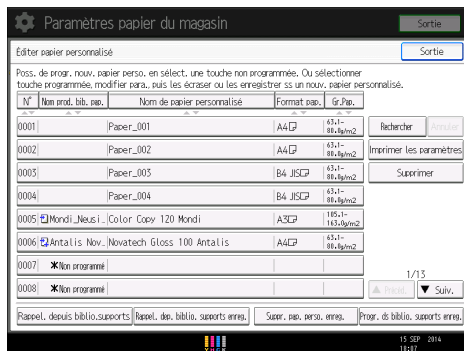 Paramètres papier du magasin
Sortie
Éditer papier personnalisé
Sortie
Poss. de progr. nouv. papier perso. en sélect. une touche non programmée. Ou sélectionner
touche programmée, modifier para., puis les écraser ou les enregistrer ss un nouv. papier personnalisé.
N° Nom prod. bib. pap. Nom de papier personnalisé Format pap. Gr.Pap.
0001 Paper_001 A4 63.1-80.0g/m2 Rechercher Annuler
0002 Paper_002 A4 63.1-80.0g/m2 Imprimer les paramètres
0003 Paper_003 B4 JIS 63.1-80.0g/m2 Supprimer
0004 Paper_004 B4 JIS 63.1-80.0g/m2
0005 Mondi_Neusi.. Color Copy 120 Mondi A3 105.1-163.0g/m2
0006 Antalis Nov.. Novatech Gloss 100 Antalis A4 63.1-80.0g/m2
0007 ✱Non programmé
0008 ✱Non programmé
1/13
▲ Précéd. ▼ Suiv.
Rappel. depuis biblio.supports Rappel. dep. biblio. supports enreg. Suppr. pap. perso. enreg. Progr. ds biblio. supports enreg.
Y M C K
15 SEP 2014
10:07